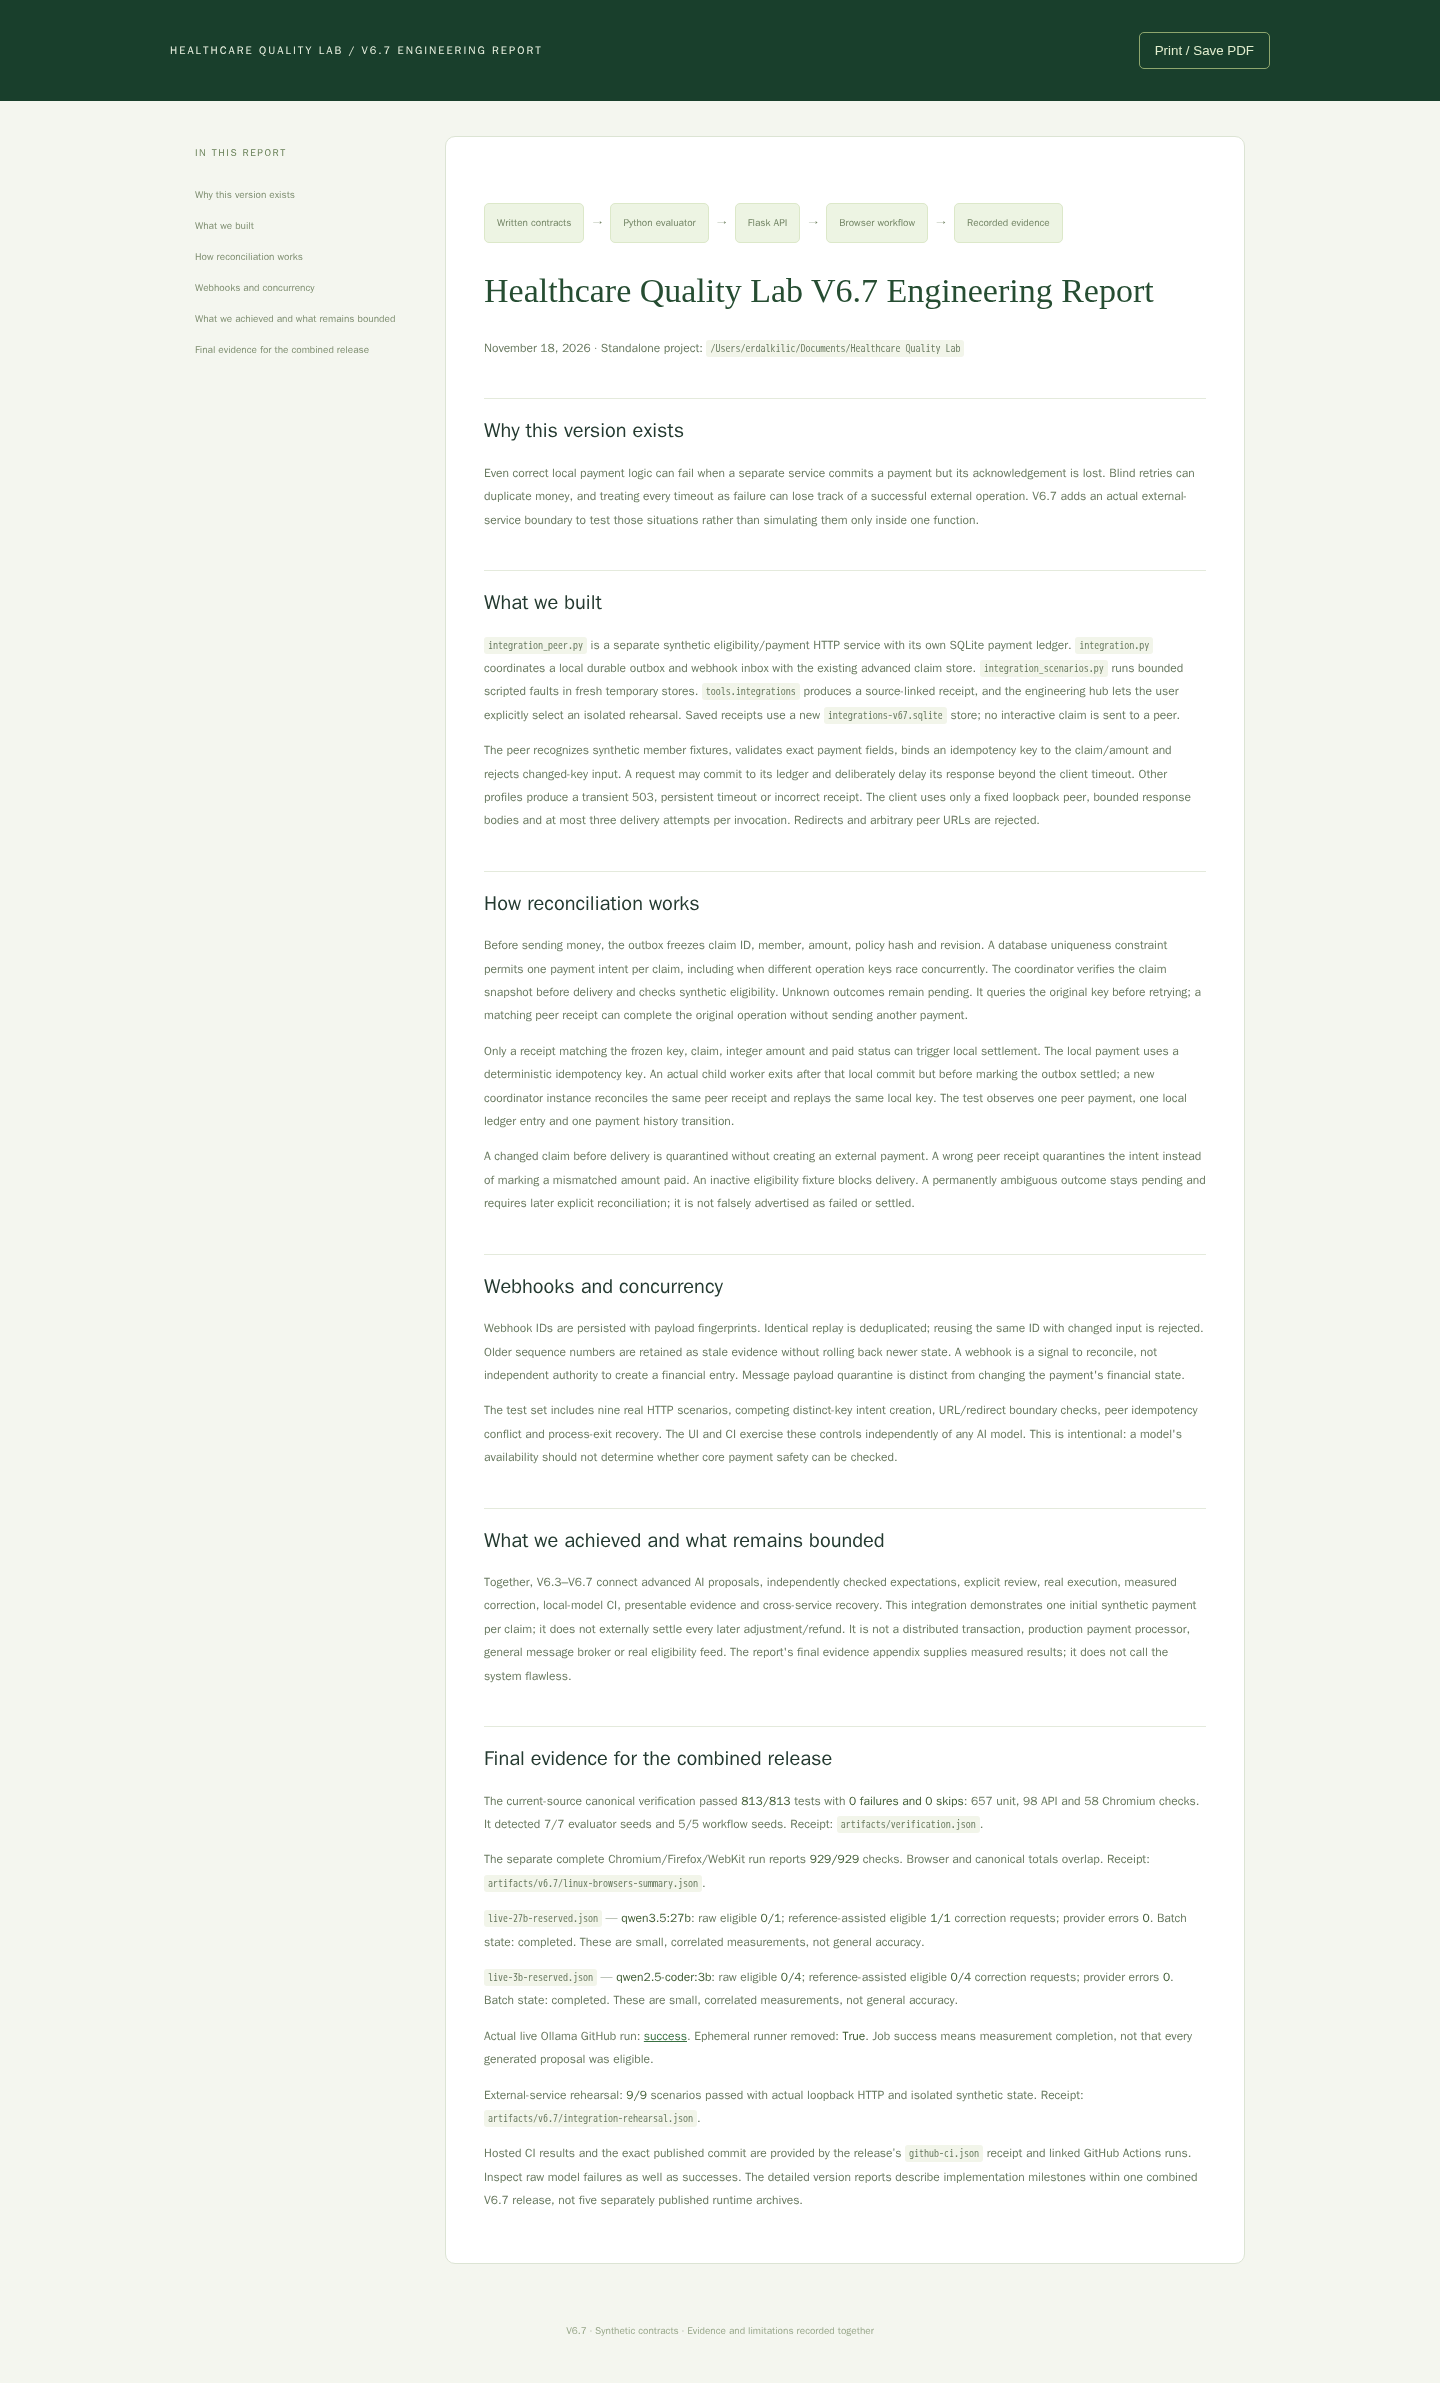 HEALTHCARE QUALITY LAB / V6.7 ENGINEERING REPORT
Print / Save PDF
IN THIS REPORT
Why this version exists
What we built
How reconciliation works
Webhooks and concurrency
What we achieved and what remains bounded
Final evidence for the combined release
Written contracts → Python evaluator → Flask API → Browser workflow → Recorded evidence
Healthcare Quality Lab V6.7 Engineering Report
November 18, 2026 · Standalone project: /Users/erdalkilic/Documents/Healthcare Quality Lab
Why this version exists
Even correct local payment logic can fail when a separate service commits a payment but its acknowledgement is lost. Blind retries can
duplicate money, and treating every timeout as failure can lose track of a successful external operation. V6.7 adds an actual external-
service boundary to test those situations rather than simulating them only inside one function.
What we built
integration_peer.py is a separate synthetic eligibility/payment HTTP service with its own SQLite payment ledger. integration.py
coordinates a local durable outbox and webhook inbox with the existing advanced claim store. integration_scenarios.py runs bounded
scripted faults in fresh temporary stores. tools.integrations produces a source-linked receipt, and the engineering hub lets the user
explicitly select an isolated rehearsal. Saved receipts use a new integrations-v67.sqlite store; no interactive claim is sent to a peer.
The peer recognizes synthetic member fixtures, validates exact payment fields, binds an idempotency key to the claim/amount and
rejects changed-key input. A request may commit to its ledger and deliberately delay its response beyond the client timeout. Other
profiles produce a transient 503, persistent timeout or incorrect receipt. The client uses only a fixed loopback peer, bounded response
bodies and at most three delivery attempts per invocation. Redirects and arbitrary peer URLs are rejected.
How reconciliation works
Before sending money, the outbox freezes claim ID, member, amount, policy hash and revision. A database uniqueness constraint
permits one payment intent per claim, including when different operation keys race concurrently. The coordinator verifies the claim
snapshot before delivery and checks synthetic eligibility. Unknown outcomes remain pending. It queries the original key before retrying; a
matching peer receipt can complete the original operation without sending another payment.
Only a receipt matching the frozen key, claim, integer amount and paid status can trigger local settlement. The local payment uses a
deterministic idempotency key. An actual child worker exits after that local commit but before marking the outbox settled; a new
coordinator instance reconciles the same peer receipt and replays the same local key. The test observes one peer payment, one local
ledger entry and one payment history transition.
A changed claim before delivery is quarantined without creating an external payment. A wrong peer receipt quarantines the intent instead
of marking a mismatched amount paid. An inactive eligibility fixture blocks delivery. A permanently ambiguous outcome stays pending and
requires later explicit reconciliation; it is not falsely advertised as failed or settled.
Webhooks and concurrency
Webhook IDs are persisted with payload fingerprints. Identical replay is deduplicated; reusing the same ID with changed input is rejected.
Older sequence numbers are retained as stale evidence without rolling back newer state. A webhook is a signal to reconcile, not
independent authority to create a financial entry. Message payload quarantine is distinct from changing the payment's financial state.
The test set includes nine real HTTP scenarios, competing distinct-key intent creation, URL/redirect boundary checks, peer idempotency
conflict and process-exit recovery. The UI and CI exercise these controls independently of any AI model. This is intentional: a model's
availability should not determine whether core payment safety can be checked.
What we achieved and what remains bounded
Together, V6.3–V6.7 connect advanced AI proposals, independently checked expectations, explicit review, real execution, measured
correction, local-model CI, presentable evidence and cross-service recovery. This integration demonstrates one initial synthetic payment
per claim; it does not externally settle every later adjustment/refund. It is not a distributed transaction, production payment processor,
general message broker or real eligibility feed. The report's final evidence appendix supplies measured results; it does not call the
system flawless.
Final evidence for the combined release
The current-source canonical verification passed 813/813 tests with 0 failures and 0 skips: 657 unit, 98 API and 58 Chromium checks.
It detected 7/7 evaluator seeds and 5/5 workflow seeds. Receipt: artifacts/verification.json.
The separate complete Chromium/Firefox/WebKit run reports 929/929 checks. Browser and canonical totals overlap. Receipt:
artifacts/v6.7/linux-browsers-summary.json.
live-27b-reserved.json — qwen3.5:27b: raw eligible 0/1; reference-assisted eligible 1/1 correction requests; provider errors 0. Batch
state: completed. These are small, correlated measurements, not general accuracy.
live-3b-reserved.json — qwen2.5-coder:3b: raw eligible 0/4; reference-assisted eligible 0/4 correction requests; provider errors 0.
Batch state: completed. These are small, correlated measurements, not general accuracy.
Actual live Ollama GitHub run: success. Ephemeral runner removed: True. Job success means measurement completion, not that every
generated proposal was eligible.
External-service rehearsal: 9/9 scenarios passed with actual loopback HTTP and isolated synthetic state. Receipt:
artifacts/v6.7/integration-rehearsal.json.
Hosted CI results and the exact published commit are provided by the release's github-ci.json receipt and linked GitHub Actions runs.
Inspect raw model failures as well as successes. The detailed version reports describe implementation milestones within one combined
V6.7 release, not five separately published runtime archives.
V6.7 · Synthetic contracts · Evidence and limitations recorded together